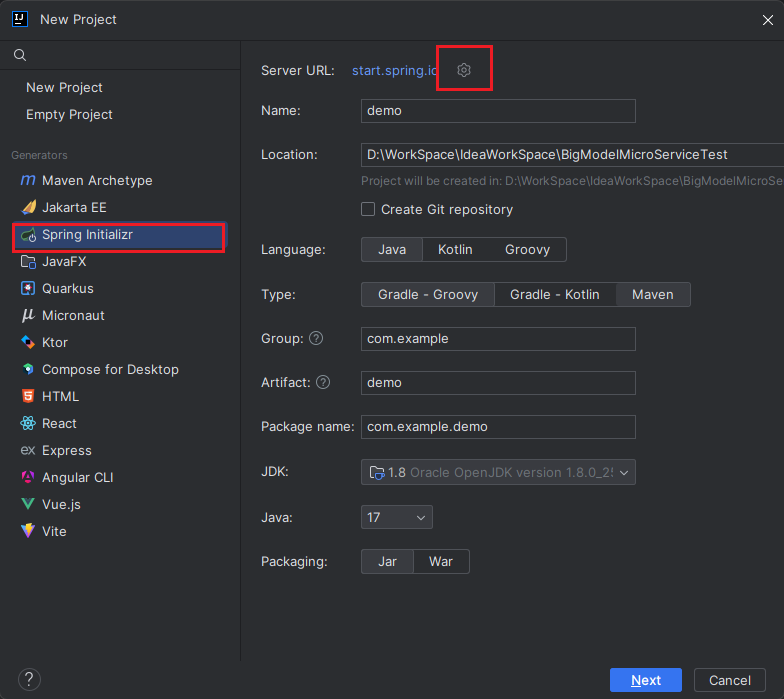 New Project
New Project
Empty Project
Generators
Maven Archetype
Jakarta EE
Spring Initializr
JavaFX
Quarkus
Micronaut
Ktor
Compose for Desktop
HTML
React
Express
Angular CLI
Vue.js
Vite
Server URL: start.spring.io
Name: demo
Location: D:\WorkSpace\IdeaWorkSpace\BigModelMicroServiceTest
Project will be created in: D:\WorkSpace\IdeaWorkSpace\BigModelMicroSe
Create Git repository
Language: Java Kotlin Groovy
Type: Gradle - Groovy Gradle - Kotlin Maven
Group: ? com.example
Artifact: ? demo
Package name: com.example.demo
JDK: 1.8 Oracle OpenJDK version 1.8.0_25
Java: 17
Packaging: Jar War
? Next Cancel